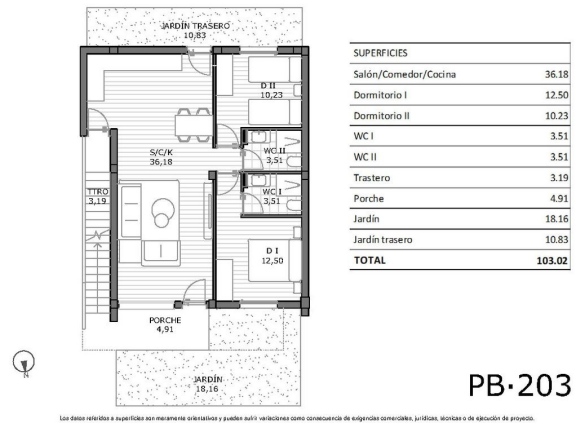 JARDÍN TRASERO
10,83
D II
10,23
S/C/K
36,18
WC II
3,51
TTRO
3,19
WC I
3,51
D I
12,50
PORCHE
4,91
JARDÍN
18,16
N
SUPERFICIES
Salón/Comedor/Cocina 36.18
Dormitorio I 12.50
Dormitorio II 10.23
WC I 3.51
WC II 3.51
Trastero 3.19
Porche 4.91
Jardín 18.16
Jardín trasero 10.83
TOTAL 103.02
PB·203
Los datos referidos a superficies son meramente orientativos y pueden sufrir variaciones como consecuencia de exigencias comerciales, jurídicas, técnicas o de ejecución de proyecto.